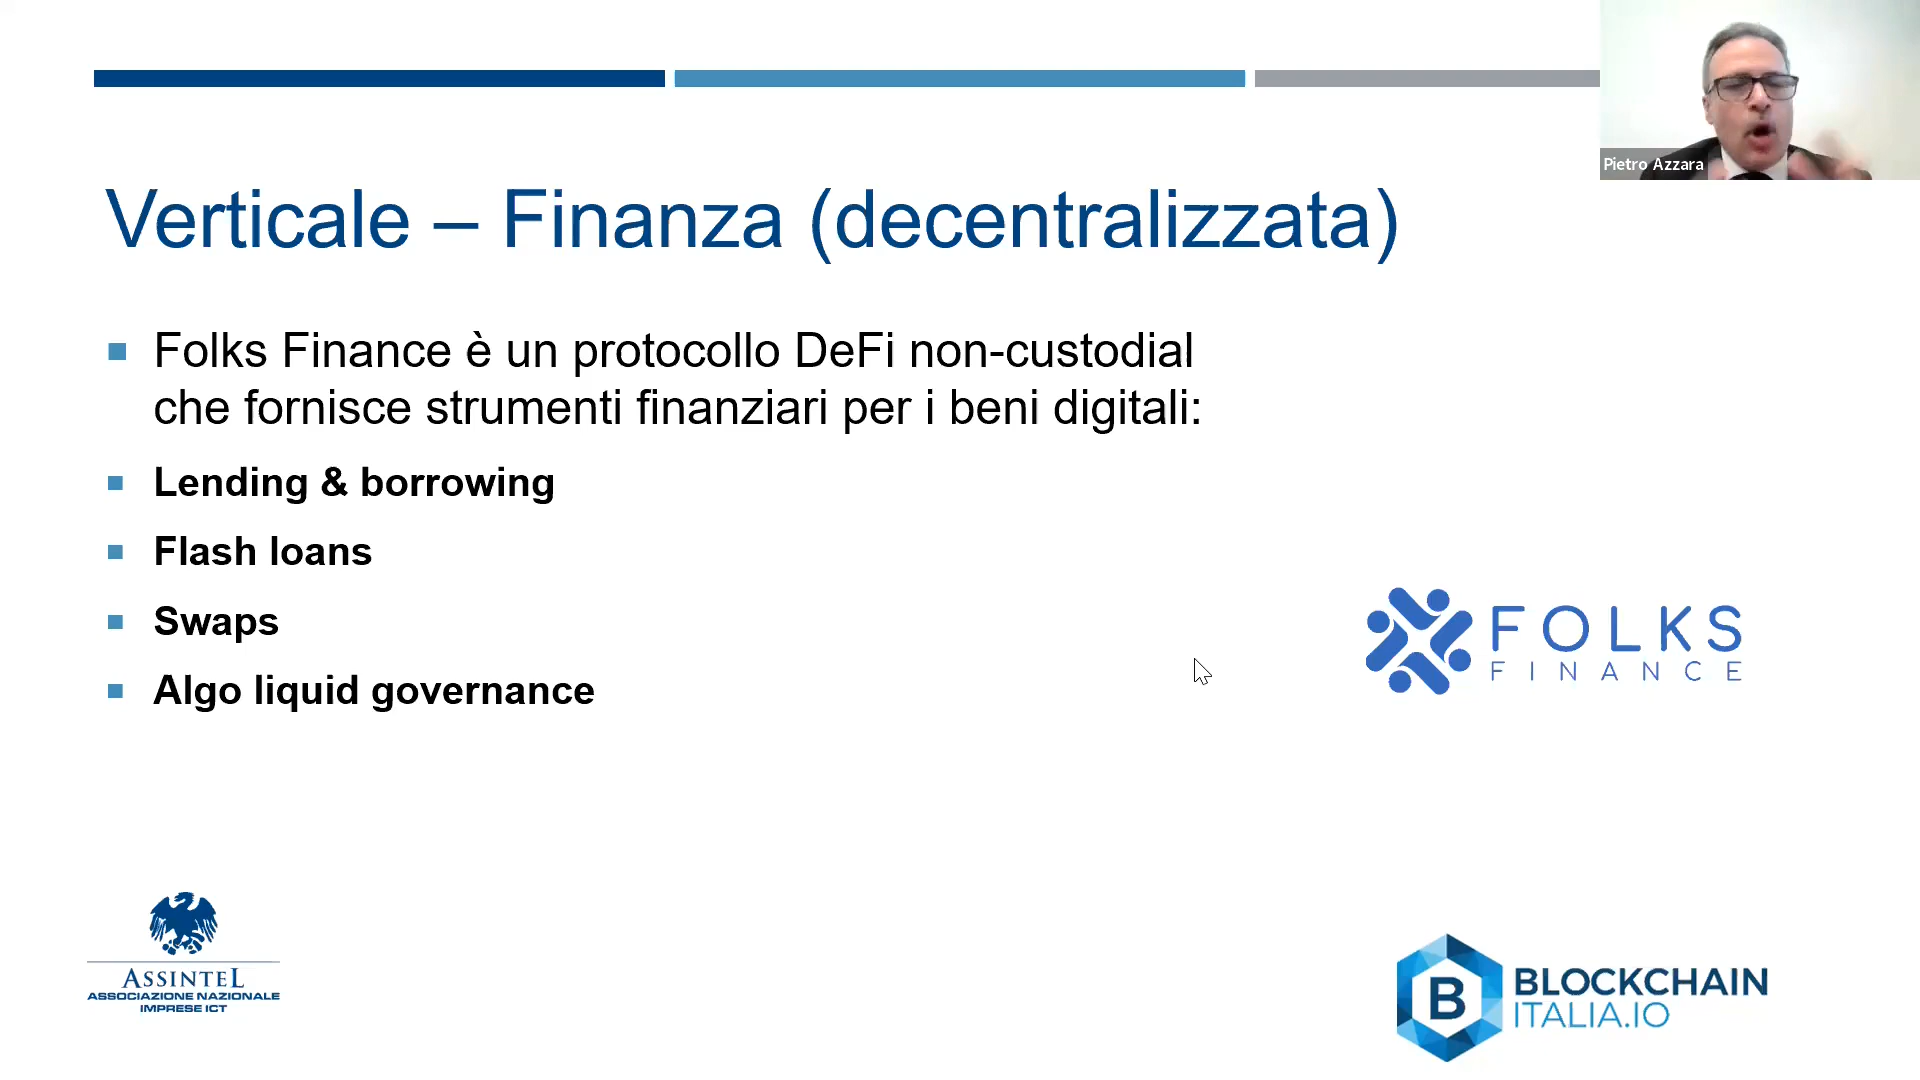 Pietro Azzara
Verticale – Finanza (decentralizzata)
Folks Finance è un protocollo DeFi non-custodial
che fornisce strumenti finanziari per i beni digitali:
Lending & borrowing
Flash loans
Swaps
Algo liquid governance
FOLKS
FINANCE
ASSINTEL
ASSOCIAZIONE NAZIONALE
IMPRESE ICT
B
BLOCKCHAIN
ITALIA.IO